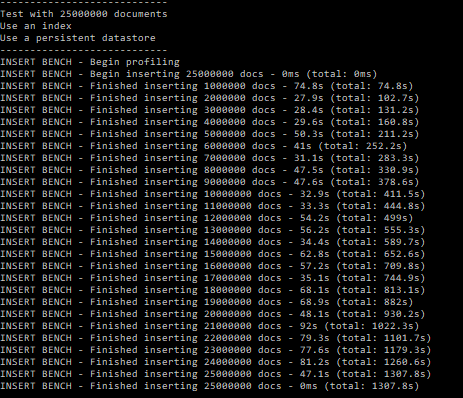 ------------------------------
Test with 25000000 documents
Use an index
Use a persistent datastore
------------------------------
INSERT BENCH - Begin profiling
INSERT BENCH - Begin inserting 25000000 docs - 0ms (total: 0ms)
INSERT BENCH - Finished inserting 1000000 docs - 74.8s (total: 74.8s)
INSERT BENCH - Finished inserting 2000000 docs - 27.9s (total: 102.7s)
INSERT BENCH - Finished inserting 3000000 docs - 28.4s (total: 131.2s)
INSERT BENCH - Finished inserting 4000000 docs - 29.6s (total: 160.8s)
INSERT BENCH - Finished inserting 5000000 docs - 50.3s (total: 211.2s)
INSERT BENCH - Finished inserting 6000000 docs - 41s (total: 252.2s)
INSERT BENCH - Finished inserting 7000000 docs - 31.1s (total: 283.3s)
INSERT BENCH - Finished inserting 8000000 docs - 47.5s (total: 330.9s)
INSERT BENCH - Finished inserting 9000000 docs - 47.6s (total: 378.6s)
INSERT BENCH - Finished inserting 10000000 docs - 32.9s (total: 411.5s)
INSERT BENCH - Finished inserting 11000000 docs - 33.3s (total: 444.8s)
INSERT BENCH - Finished inserting 12000000 docs - 54.2s (total: 499s)
INSERT BENCH - Finished inserting 13000000 docs - 56.2s (total: 555.3s)
INSERT BENCH - Finished inserting 14000000 docs - 34.4s (total: 589.7s)
INSERT BENCH - Finished inserting 15000000 docs - 62.8s (total: 652.6s)
INSERT BENCH - Finished inserting 16000000 docs - 57.2s (total: 709.8s)
INSERT BENCH - Finished inserting 17000000 docs - 35.1s (total: 744.9s)
INSERT BENCH - Finished inserting 18000000 docs - 68.1s (total: 813.1s)
INSERT BENCH - Finished inserting 19000000 docs - 68.9s (total: 882s)
INSERT BENCH - Finished inserting 20000000 docs - 48.1s (total: 930.2s)
INSERT BENCH - Finished inserting 21000000 docs - 92s (total: 1022.3s)
INSERT BENCH - Finished inserting 22000000 docs - 79.3s (total: 1101.7s)
INSERT BENCH - Finished inserting 23000000 docs - 77.6s (total: 1179.3s)
INSERT BENCH - Finished inserting 24000000 docs - 81.2s (total: 1260.6s)
INSERT BENCH - Finished inserting 25000000 docs - 47.1s (total: 1307.8s)
INSERT BENCH - Finished inserting 25000000 docs - 0ms (total: 1307.8s)